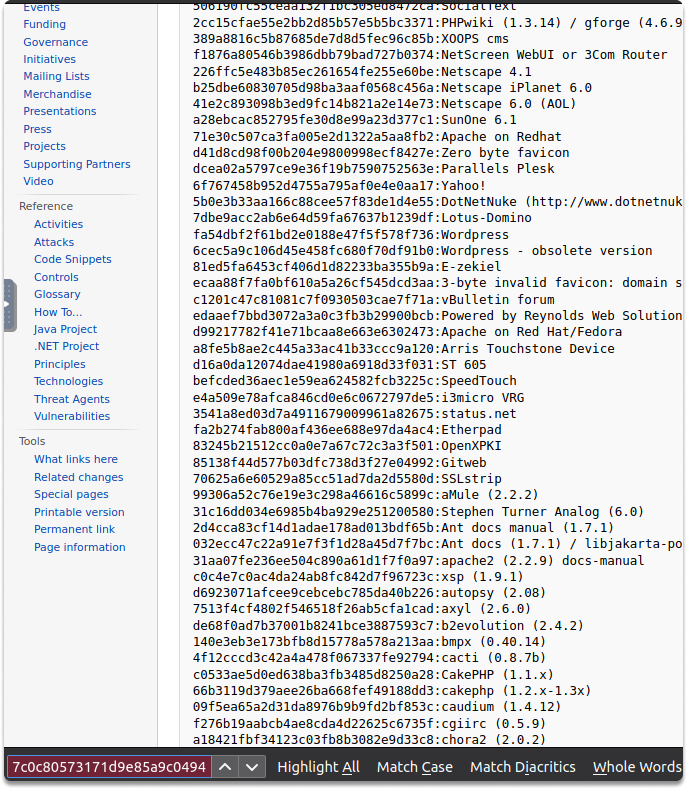 Events
Funding
Governance
Initiatives
Mailing Lists
Merchandise
Presentations
Press
Projects
Supporting Partners
Video
Reference
Activities
Attacks
Code Snippets
Controls
Glossary
How To...
Java Project
.NET Project
Principles
Technologies
Threat Agents
Vulnerabilities
Tools
What links here
Related changes
Special pages
Printable version
Permanent link
Page information
506190fc55ceaa132f1bc305ed8472ca:SocialText
2cc15cfae55e2bb2d85b57e5b5bc3371:PHPwiki (1.3.14) / gforge (4.6.9
389a8816c5b87685de7d8d5fec96c85b:XOOPS cms
f1876a80546b3986dbb79bad727b0374:NetScreen WebUI or 3Com Router
226ffc5e483b85ec261654fe255e60be:Netscape 4.1
b25dbe60830705d98ba3aaf0568c456a:Netscape iPlanet 6.0
41e2c893098b3ed9fc14b821a2e14e73:Netscape 6.0 (AOL)
a28ebcac852795fe30d8e99a23d377c1:SunOne 6.1
71e30c507ca3fa005e2d1322a5aa8fb2:Apache on Redhat
d41d8cd98f00b204e9800998ecf8427e:Zero byte favicon
dcea02a5797ce9e36f19b7590752563e:Parallels Plesk
6f767458b952d4755a795af0e4e0aa17:Yahoo!
5b0e3b33aa166c88cee57f83de1d4e55:DotNetNuke (http://www.dotnetnuk
7dbe9acc2ab6e64d59fa67637b1239df:Lotus-Domino
fa54dbf2f61bd2e0188e47f5f578f736:Wordpress
6cec5a9c106d45e458fc680f70df91b0:Wordpress - obsolete version
81ed5fa6453cf406d1d82233ba355b9a:E-zekiel
ecaa88f7fa0bf610a5a26cf545dcd3aa:3-byte invalid favicon: domain s
c1201c47c81081c7f0930503cae7f71a:vBulletin forum
edaaef7bbd3072a3a0c3fb3b29900bcb:Powered by Reynolds Web Solution
d99217782f41e71bcaa8e663e6302473:Apache on Red Hat/Fedora
a8fe5b8ae2c445a33ac41b33ccc9a120:Arris Touchstone Device
d16a0da12074dae41980a6918d33f031:ST 605
befcded36aec1e59ea624582fcb3225c:SpeedTouch
e4a509e78afca846cd0e6c0672797de5:i3micro VRG
3541a8ed03d7a4911679009961a82675:status.net
fa2b274fab800af436ee688e97da4ac4:Etherpad
83245b21512cc0a0e7a67c72c3a3f501:OpenXPKI
85138f44d577b03dfc738d3f27e04992:Gitweb
70625a6e60529a85cc51ad7da2d5580d:SSLstrip
99306a52c76e19e3c298a46616c5899c:aMule (2.2.2)
31c16dd034e6985b4ba929e251200580:Stephen Turner Analog (6.0)
2d4cca83cf14d1adae178ad013bdf65b:Ant docs manual (1.7.1)
032ecc47c22a91e7f3f1d28a45d7f7bc:Ant docs (1.7.1) / libjakarta-po
31aa07fe236ee504c890a61d1f7f0a97:apache2 (2.2.9) docs-manual
c0c4e7c0ac4da24ab8fc842d7f96723c:xsp (1.9.1)
d6923071afcee9cebcebc785da40b226:autopsy (2.08)
7513f4cf4802f546518f26ab5cfa1cad:axyl (2.6.0)
de68f0ad7b37001b8241bce3887593c7:b2evolution (2.4.2)
140e3eb3e173bfb8d15778a578a213aa:bmpx (0.40.14)
4f12cccd3c42a4a478f067337fe92794:cacti (0.8.7b)
c0533ae5d0ed638ba3fb3485d8250a28:CakePHP (1.1.x)
66b3119d379aee26ba668fef49188dd3:cakephp (1.2.x-1.3x)
09f5ea65a2d31da8976b9b9fd2bf853c:caudium (1.4.12)
f276b19aabcb4ae8cda4d22625c6735f:cgiirc (0.5.9)
a18421fbf34123c03fb8b3082e9d33c8:chora2 (2.0.2)
7c0c80573171d9e85a9c0494 Highlight All Match Case Match Diacritics Whole Words